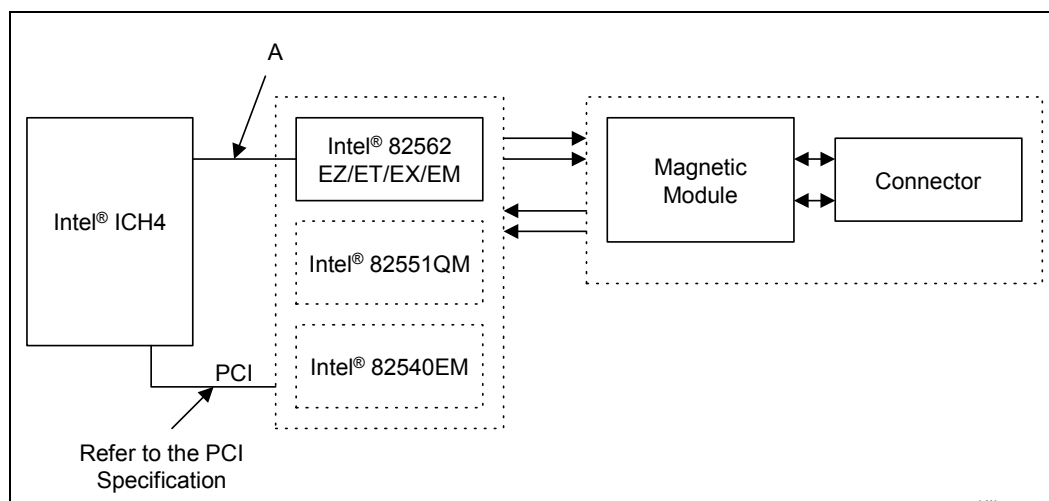 A
Intel® ICH4
Intel® 82562
EZ/ET/EX/EM
Intel® 82551QM
Intel® 82540EM
Magnetic
Module
Connector
PCI
Refer to the PCI
Specification